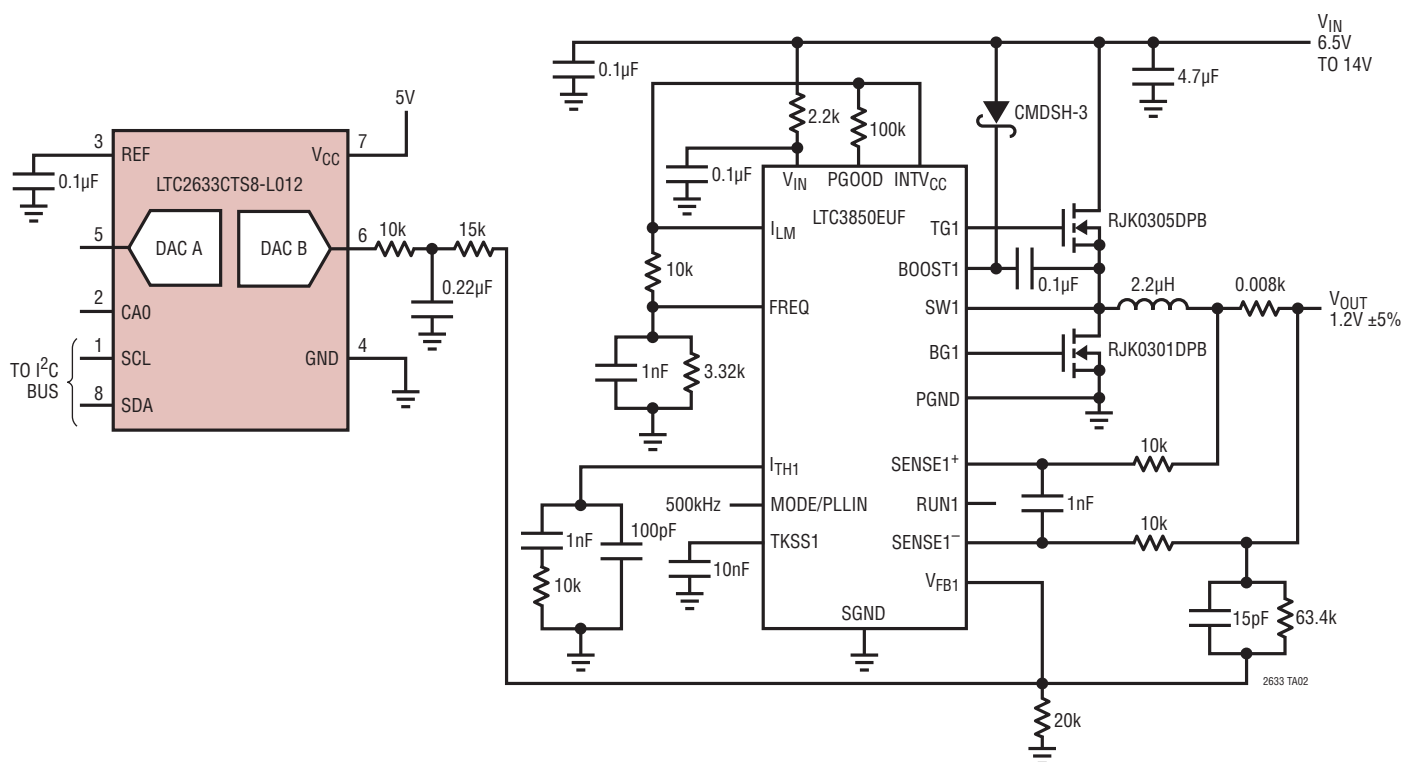 V_IN
6.5V
TO 14V
0.1µF
4.7µF
5V
2.2k
100k
CMDSH-3
3
REF
V_CC
7
0.1µF
LTC2633CTS8-L012
0.1µF
V_IN
PGOOD
INTV_CC
LTC3850EUF
5
DAC A
DAC B
6
10k
15k
0.22µF
I_LM
TG1
RJK0305DPB
BOOST1
0.1µF
10k
2.2µH
0.008k
2
CA0
FREQ
SW1
V_OUT
1.2V ±5%
TO I²C
BUS
1
SCL
GND
4
8
SDA
1nF
3.32k
BG1
RJK0301DPB
PGND
I_TH1
SENSE1⁺
10k
500kHz
MODE/PLLIN
RUN1
1nF
1nF
100pF
TKSS1
SENSE1⁻
10k
10k
10nF
V_FB1
SGND
15pF
63.4k
2633 TA02
20k